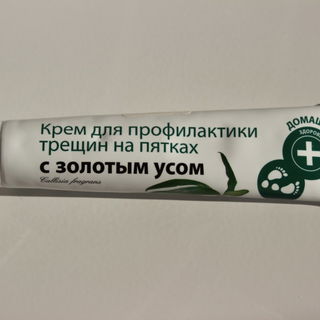 Крем для профилактики
трещин на пятках
с золотым усом
Callisia fragrans